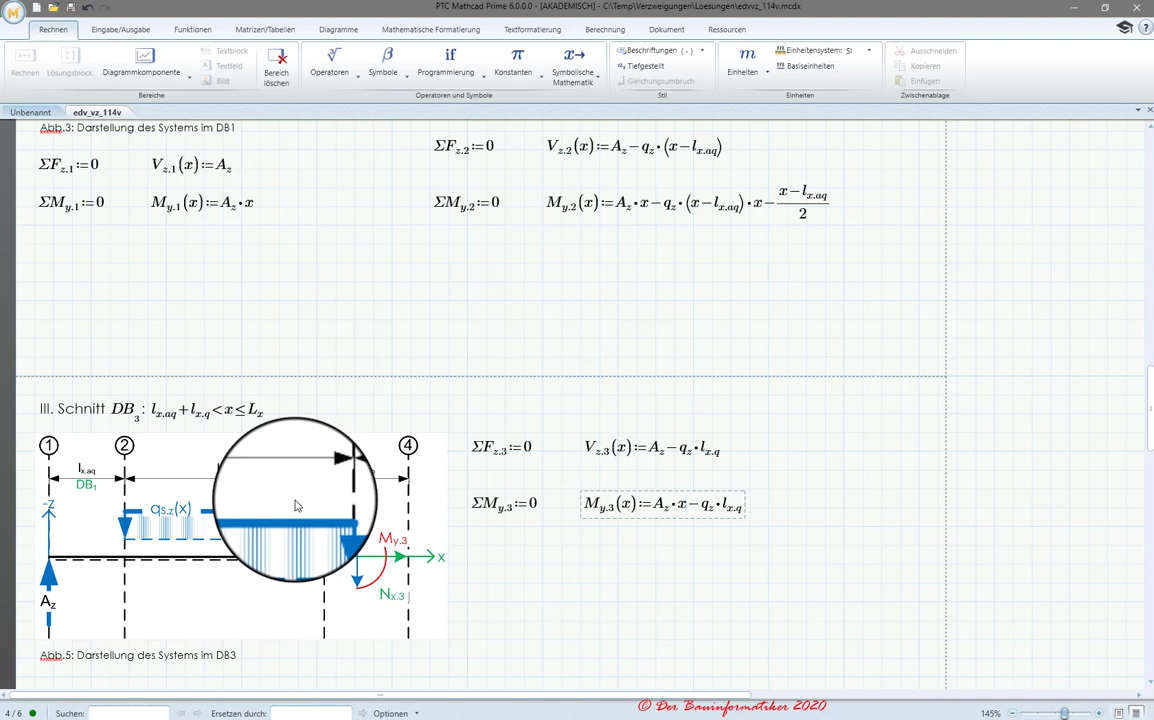 PTC Mathcad Prime 6.0.0.0 - [AKADEMISCH] - C:\Temp\Verzweigungen\Loesungen\edvvz_114v.mcdx
M
Rechnen Eingabe/Ausgabe Funktionen Matrizen/Tabellen Diagramme Mathematische Formatierung Textformatierung Berechnung Dokument Ressourcen
Rechnen Lösungsblock Diagrammkomponente Textblock Textfeld Bild Bereich löschen Operatoren Symbole Programmierung if Konstanten π Symbolische Mathematik x→ Beschriftungen ( - ) Tiefgestellt Gleichungsumbruch Einheiten m Einheitensystem: SI Basiseinheiten Ausschneiden Kopieren Einfügen
Bereiche Operatoren und Symbole Stil Einheiten Zwischenablage
Unbenannt edv_vz_114v
Abb.3: Darstellung des Systems im DB1
ΣF_z.1:=0 V_z.1(x):=A_z
ΣM_y.1:=0 M_y.1(x):=A_z•x
ΣF_z.2:=0 V_z.2(x):=A_z−q_z•(x−l_x.aq)
ΣM_y.2:=0 M_y.2(x):=A_z•x−q_z•(x−l_x.aq)•x−(x−l_x.aq)/2
III. Schnitt DB_3: l_x.aq+l_x.q<x≤L_x
1 2 4
l_x.aq
DB1
-z
q_S.z(x)
M_y.3
x
A_z
N_x.3
ΣF_z.3:=0 V_z.3(x):=A_z−q_z•l_x.q
ΣM_y.3:=0 M_y.3(x):=A_z•x−q_z•l_x.q
Abb.5: Darstellung des Systems im DB3
© Der Bauinformatiker 2020
4 / 6 Suchen: Ersetzen durch: Optionen 145%